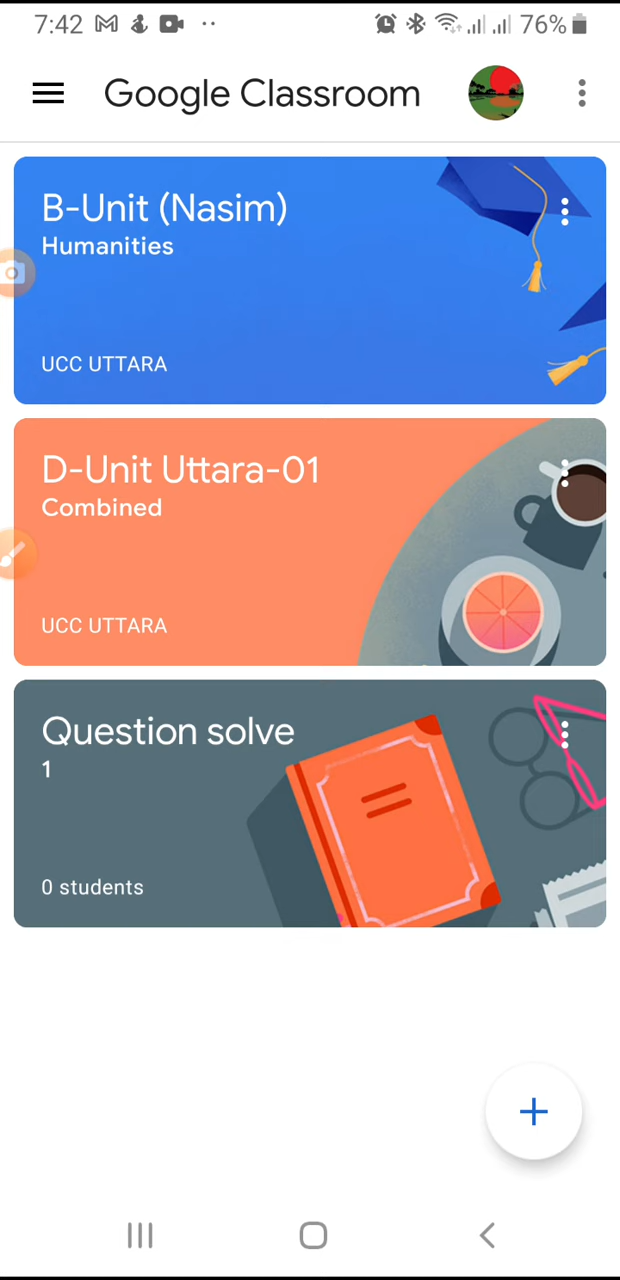 7:42
76%
Google Classroom
B-Unit (Nasim)
Humanities
UCC UTTARA
D-Unit Uttara-01
Combined
UCC UTTARA
Question solve
1
0 students